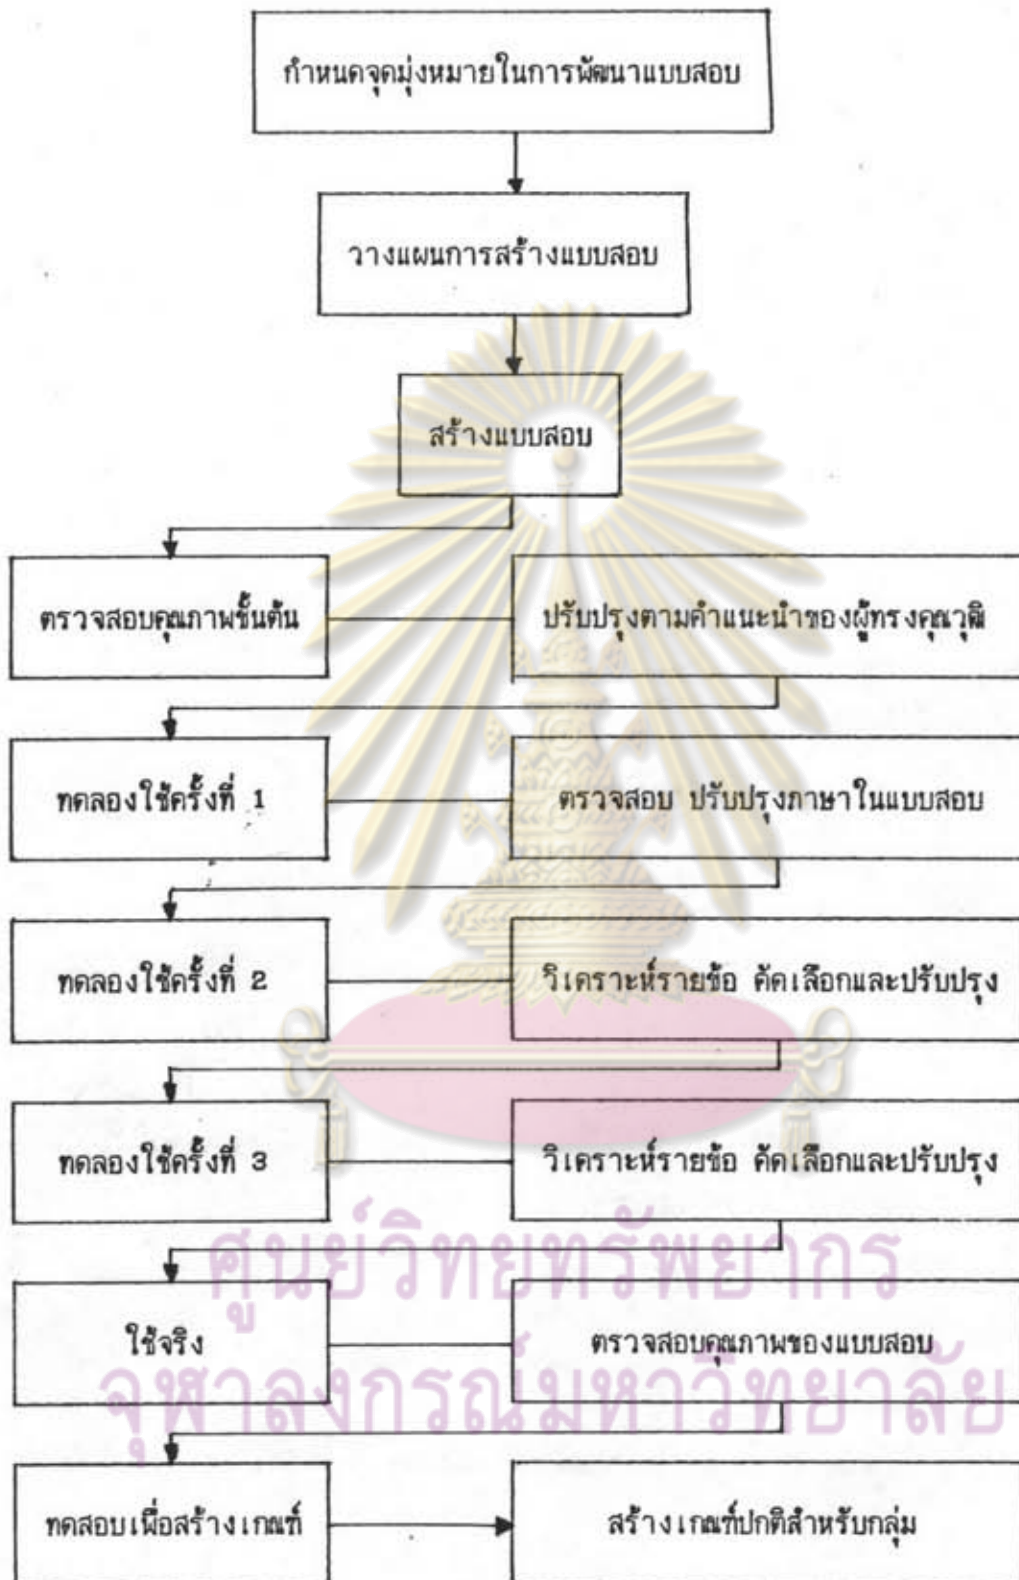 กำหนดจุดมุ่งหมายในการพัฒนาแบบสอบ
วางแผนการสร้างแบบสอบ
สร้างแบบสอบ
ตรวจสอบคุณภาพขั้นต้น
ปรับปรุงตามคำแนะนำของผู้ทรงคุณวุฒิ
ทดลองใช้ครั้งที่ 1
ตรวจสอบ ปรับปรุงภาษาในแบบสอบ
ทดลองใช้ครั้งที่ 2
วิเคราะห์รายข้อ คัดเลือกและปรับปรุง
ทดลองใช้ครั้งที่ 3
วิเคราะห์รายข้อ คัดเลือกและปรับปรุง
ศูนย์วิทยทรัพยากร
ใช้จริง
ตรวจสอบคุณภาพของแบบสอบ
จุฬาลงกรณ์มหาวิทยาลัย
ทดสอบเพื่อสร้างเกณฑ์
สร้างเกณฑ์ปกติสำหรับกลุ่ม